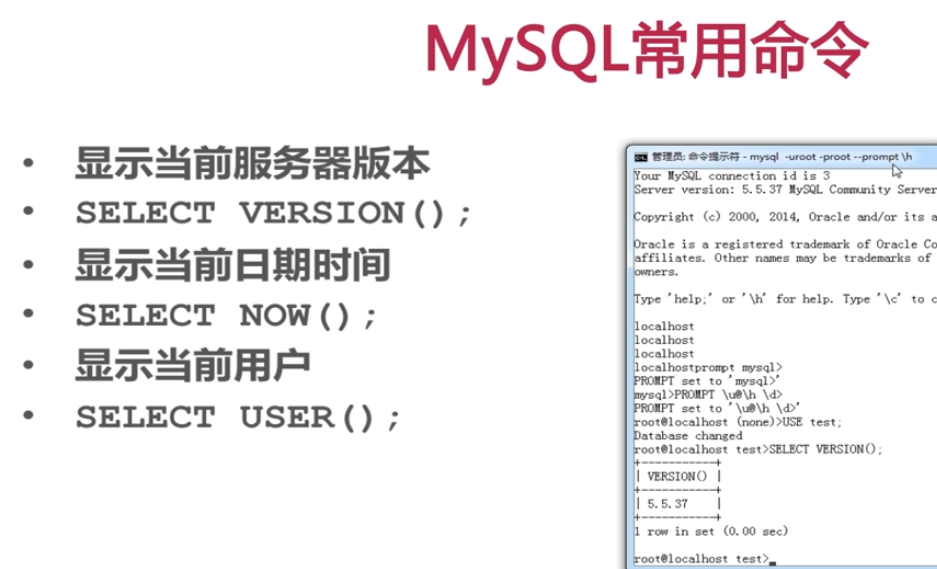 MySQL常用命令
• 显示当前服务器版本
• SELECT VERSION();
• 显示当前日期时间
• SELECT NOW();
• 显示当前用户
• SELECT USER();
管理员: 命令提示符 - mysql -uroot -proot --prompt \h
Your MySQL connection id is 3
Server version: 5.5.37 MySQL Community Server
Copyright (c) 2000, 2014, Oracle and/or its a
Oracle is a registered trademark of Oracle Co
affiliates. Other names may be trademarks of
owners.
Type 'help;' or '\h' for help. Type '\c' to c
localhost
localhost
localhost
localhostprompt mysql>
PROMPT set to 'mysql>'
mysql>PROMPT \u@\h \d>
PROMPT set to '\u@\h \d>'
root@localhost (none)>USE test;
Database changed
root@localhost test>SELECT VERSION();
+-----------+
| VERSION() |
+-----------+
| 5.5.37    |
+-----------+
1 row in set (0.00 sec)
root@localhost test>_